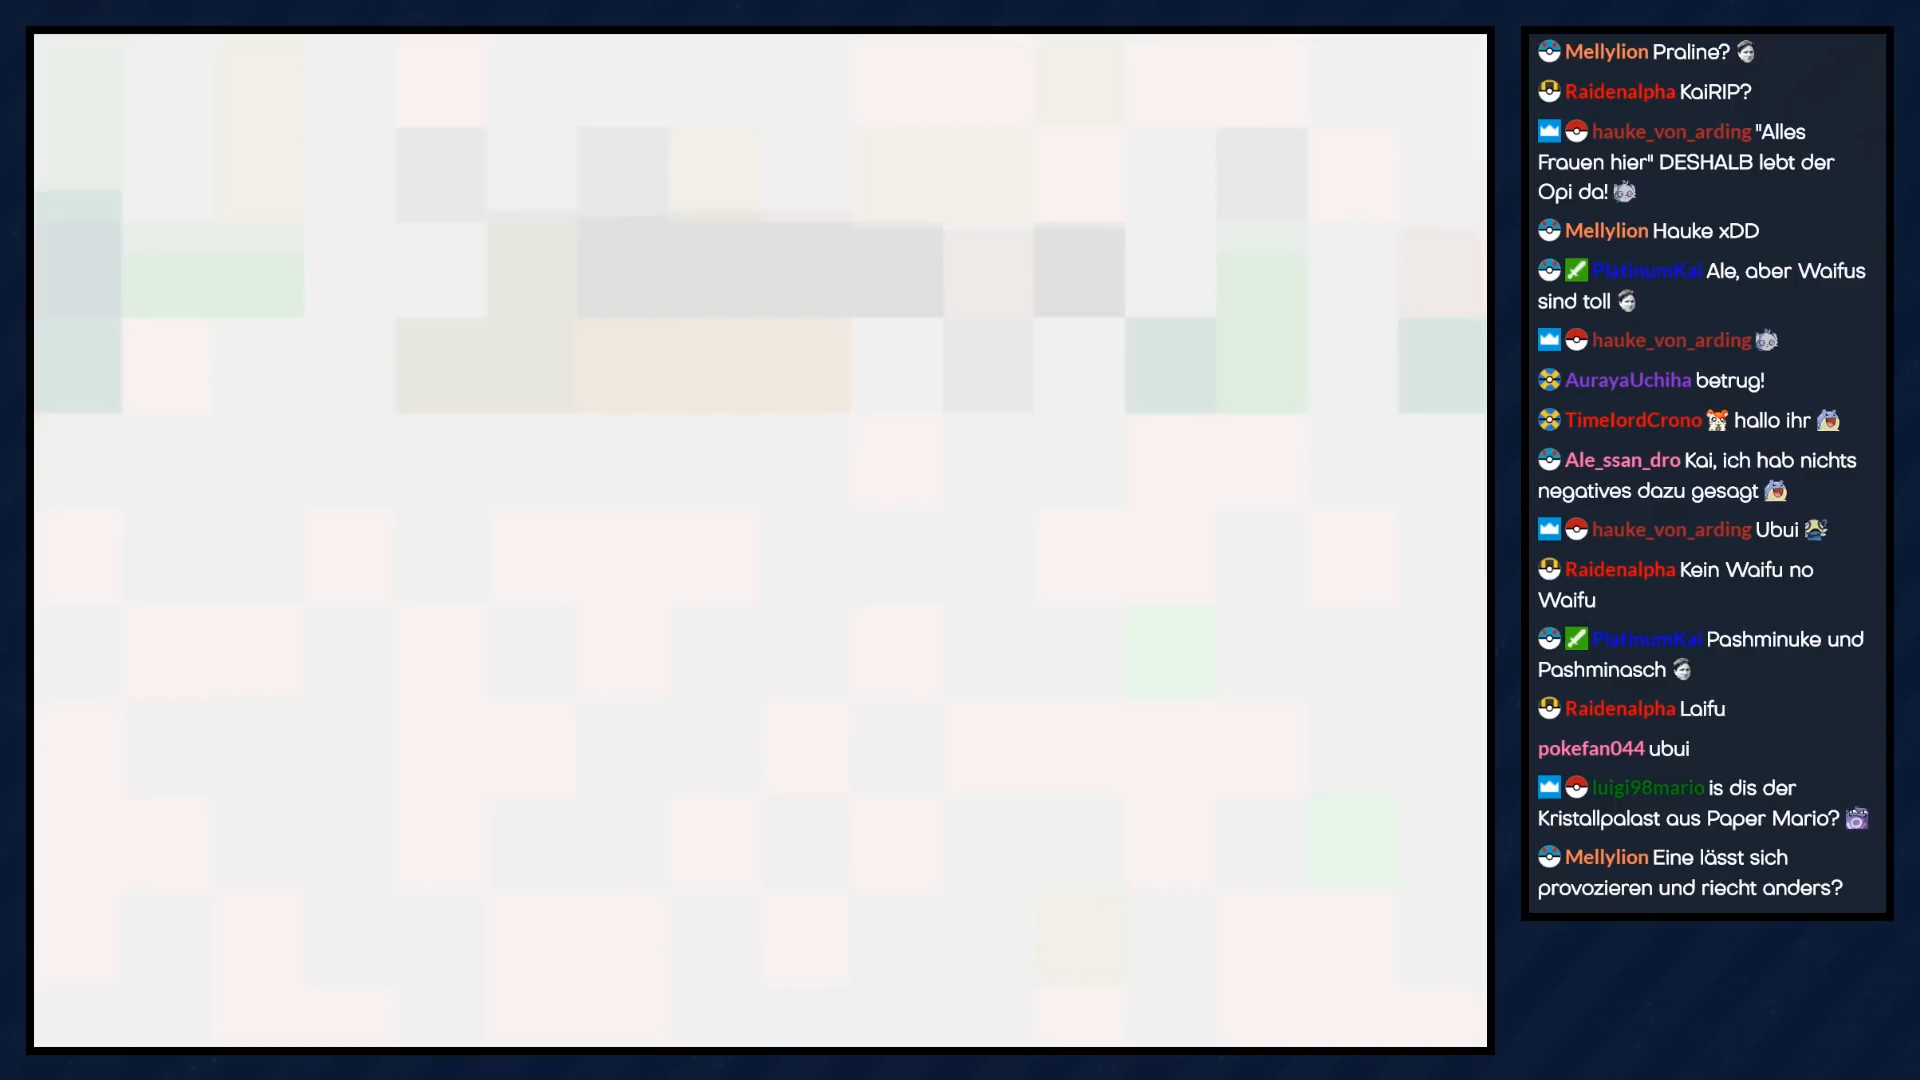 Mellylion Praline?
Raidenalpha KaiRIP?
hauke_von_arding "Alles
Frauen hier" DESHALB lebt der
Opi da!
Mellylion Hauke xDD
PlatinumKai Ale, aber Waifus
sind toll
hauke_von_arding
AurayaUchiha betrug!
TimelordCrono hallo ihr
Ale_ssan_dro Kai, ich hab nichts
negatives dazu gesagt
hauke_von_arding Ubui
Raidenalpha Kein Waifu no
Waifu
PlatinumKai Pashminuke und
Pashminasch
Raidenalpha Laifu
pokefan044 ubui
luigi98mario is dis der
Kristallpalast aus Paper Mario?
Mellylion Eine lässt sich
provozieren und riecht anders?